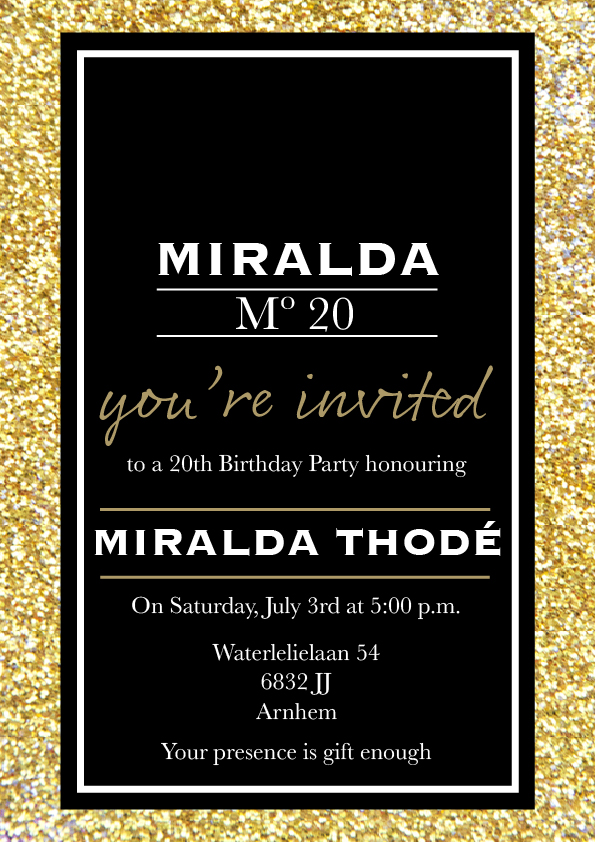 MIRALDA
Mº 20
you're invited
to a 20th Birthday Party honouring
MIRALDA THODÉ
On Saturday, July 3rd at 5:00 p.m.
Waterlelielaan 54
6832 JJ
Arnhem
Your presence is gift enough